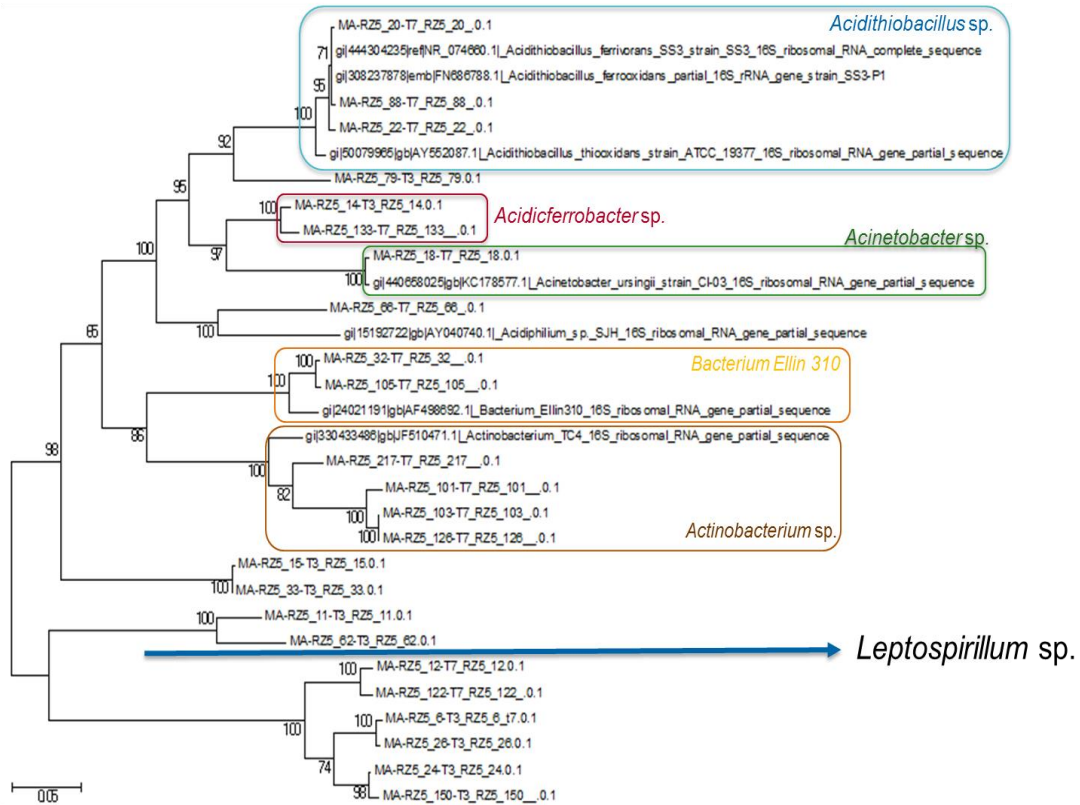 Acidithiobacillus sp.
MA-RZ5_20-T7_RZ5_20_.0.1
71
gi|444304235|ref|NR_074660.1|_Acidithiobacillus_ferrivorans_SS3_strain_SS3_16S_ribosomal_RNA_complete_sequence
gi|308237878|emb|FN686788.1|_Acidithiobacillus_ferrooxidans_partial_16S_rRNA_gene_strain_SS3-P1
95
MA-RZ5_88-T7_RZ5_88_.0.1
100
MA-RZ5_22-T7_RZ5_22_.0.1
92
gi|50079965|gb|AY552087.1|_Acidithiobacillus_thiooxidans_strain_ATCC_19377_16S_ribosomal_RNA_gene_partial_sequence
MA-RZ5_79-T3_RZ5_79.0.1
95
100 MA-RZ5_14-T3_RZ5_14.0.1
Acidicferrobacter sp.
MA-RZ5_133-T7_RZ5_133__.0.1
Acinetobacter sp.
100
97
MA-RZ5_18-T7_RZ5_18.0.1
100 gi|440658025|gb|KC178577.1|_Acinetobacter_ursingii_strain_CI-03_16S_ribosomal_RNA_gene_partial_sequence
MA-RZ5_66-T7_RZ5_66_.0.1
65
100
gi|15192722|gb|AY040740.1|_Acidiphilium_sp._SJH_16S_ribosomal_RNA_gene_partial_sequence
100 MA-RZ5_32-T7_RZ5_32__.0.1
Bacterium Ellin 310
100
MA-RZ5_105-T7_RZ5_105__.0.1
gi|24021191|gb|AF498692.1|_Bacterium_Ellin310_16S_ribosomal_RNA_gene_partial_sequence
86
gi|330433486|gb|JF510471.1|_Actinobacterium_TC4_16S_ribosomal_RNA_gene_partial_sequence
98
100
MA-RZ5_217-T7_RZ5_217__.0.1
82
MA-RZ5_101-T7_RZ5_101__.0.1
100
MA-RZ5_103-T7_RZ5_103_.0.1
100 MA-RZ5_126-T7_RZ5_126__.0.1
Actinobacterium sp.
MA-RZ5_15-T3_RZ5_15.0.1
100 MA-RZ5_33-T3_RZ5_33.0.1
100
MA-RZ5_11-T3_RZ5_11.0.1
MA-RZ5_62-T3_RZ5_62.0.1
Leptospirillum sp.
100 MA-RZ5_12-T7_RZ5_12.0.1
MA-RZ5_122-T7_RZ5_122_.0.1
100
100 MA-RZ5_6-T3_RZ5_6_t7.0.1
MA-RZ5_26-T3_RZ5_26.0.1
74
MA-RZ5_24-T3_RZ5_24.0.1
98 MA-RZ5_150-T3_RZ5_150__.0.1
0.05